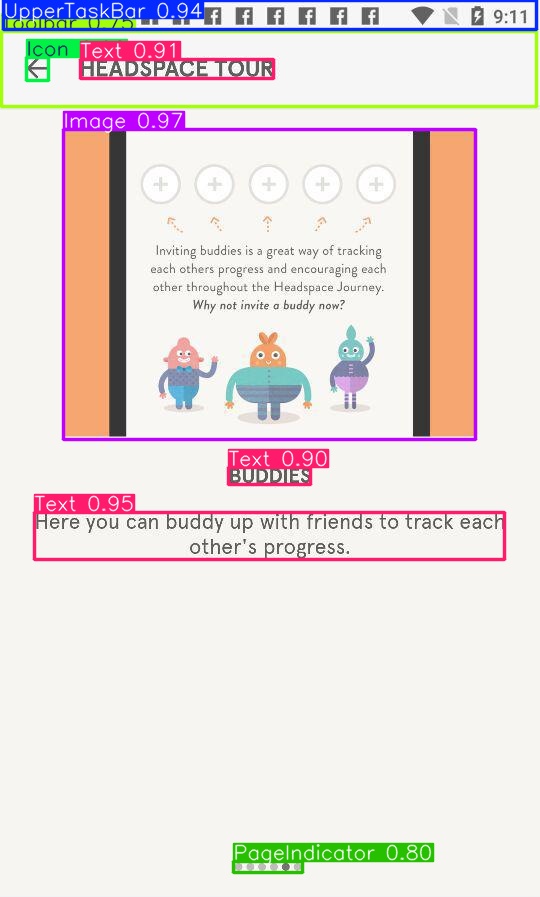 UpperTaskBar 0.94
Toolbar 0.75
9:11
Icon
Text 0.91
HEADSPACE TOUR
Image 0.97
Inviting buddies is a great way of tracking
each others progress and encouraging each
other throughout the Headspace Journey.
Why not invite a buddy now?
Text 0.90
BUDDIES
Text 0.95
Here you can buddy up with friends to track each
other's progress.
PageIndicator 0.80